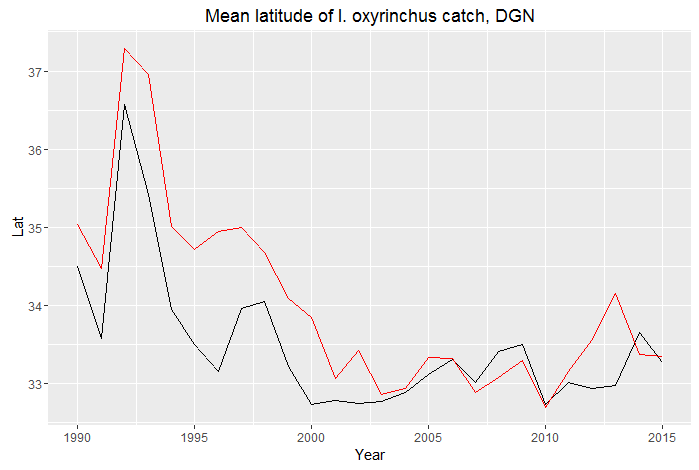 Mean latitude of I. oxyrinchus catch, DGN
37
36
35
34
33
Lat
1990 1995 2000 2005 2010 2015
Year